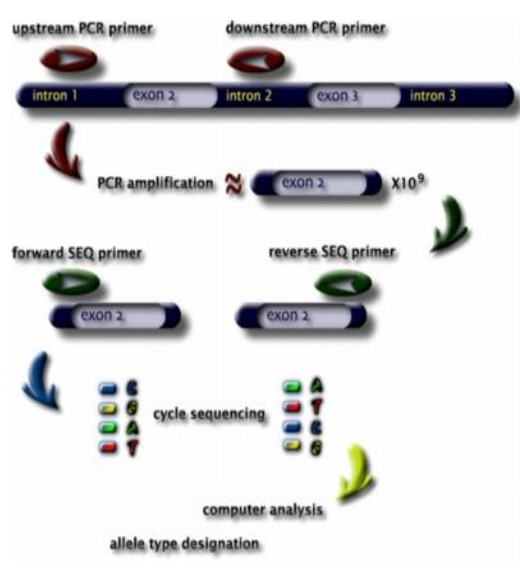 upstream PCR primer downstream PCR primer
intron 1 exon 2 intron 2 exon 3 intron 3
PCR amplification ≈ exon 2 X10⁹
forward SEQ primer reverse SEQ primer
exon 2 exon 2
C A
G T
cycle sequencing
A C
T G
computer analysis
allele type designation